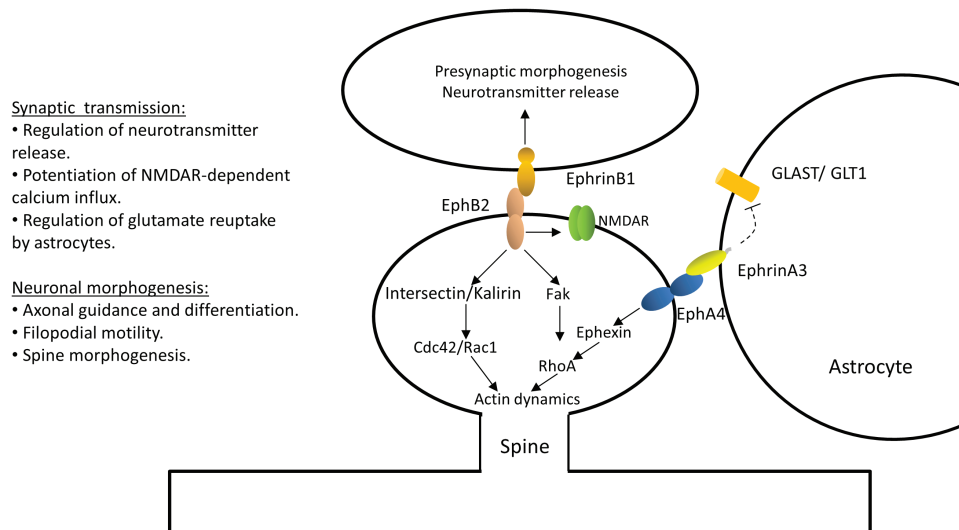 Synaptic transmission:
• Regulation of neurotransmitter
release.
• Potentiation of NMDAR-dependent
calcium influx.
• Regulation of glutamate reuptake
by astrocytes.
Neuronal morphogenesis:
• Axonal guidance and differentiation.
• Filopodial motility.
• Spine morphogenesis.
Presynaptic morphogenesis
Neurotransmitter release
EphrinB1
EphB2
NMDAR
GLAST/ GLT1
EphrinA3
EphA4
Intersectin/Kalirin
Fak
Ephexin
Cdc42/Rac1
RhoA
Actin dynamics
Astrocyte
Spine